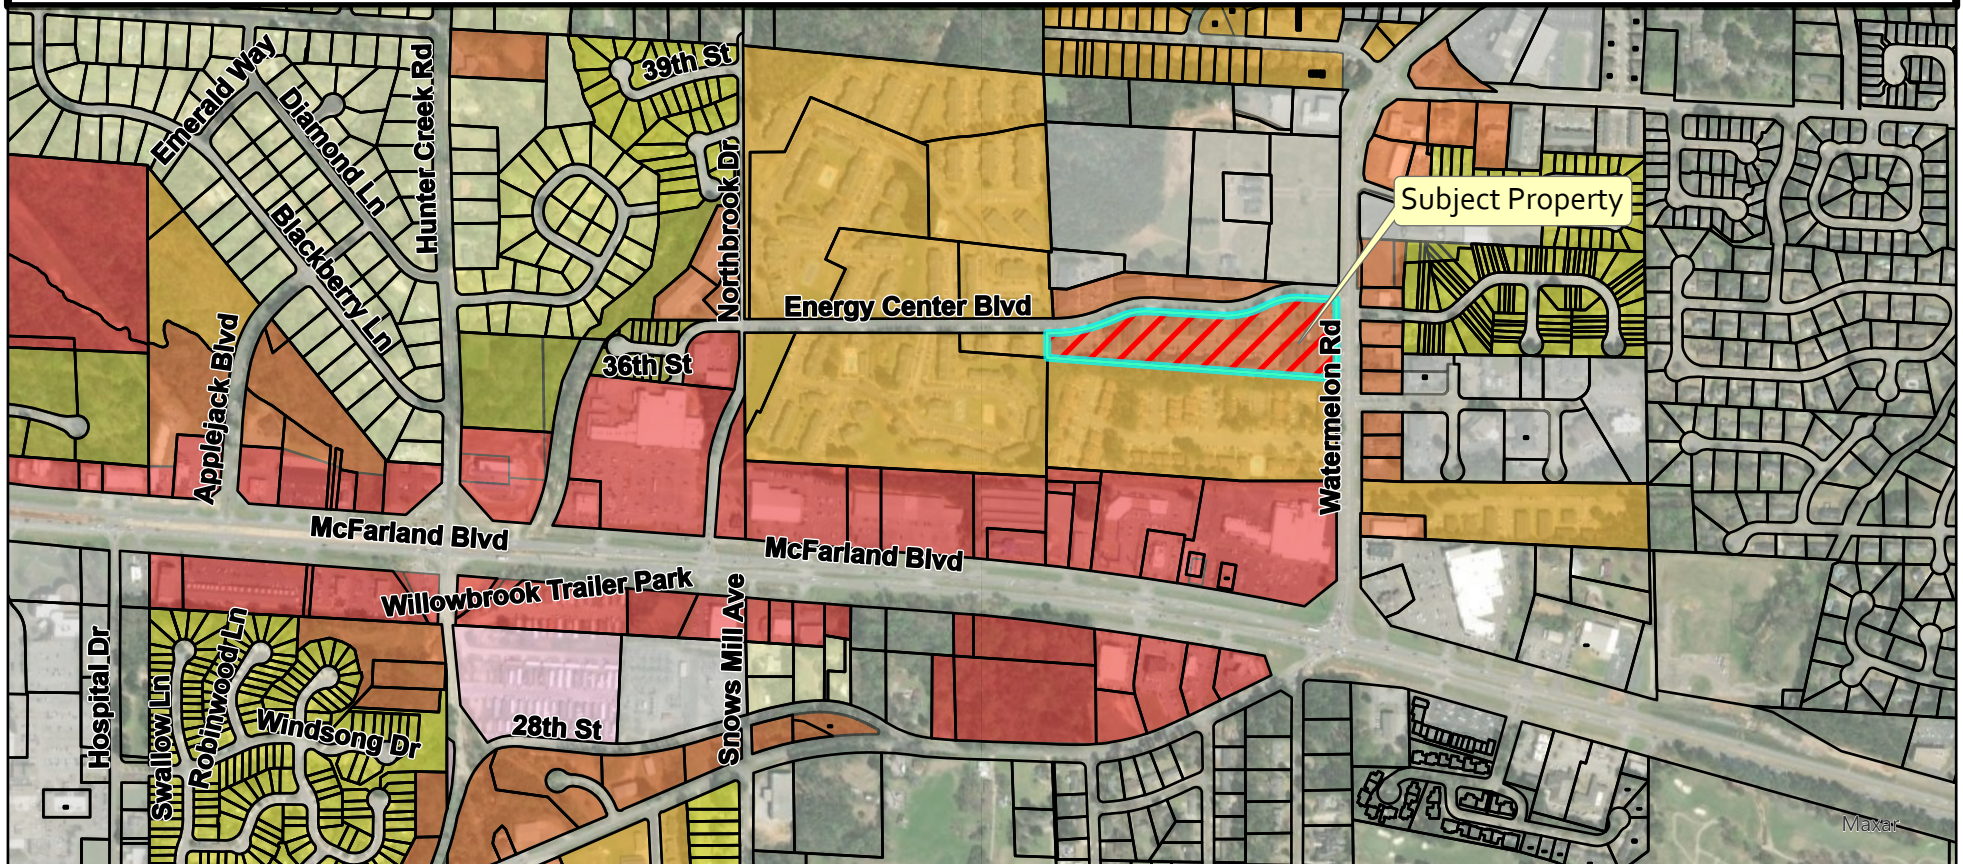 39th St
Emerald Way
Diamond Ln
Hunter Creek Rd
Northbrook Dr
Subject Property
Blackberry Ln
Energy Center Blvd
36th St
Applejack Blvd
Watermelon Rd
McFarland Blvd
McFarland Blvd
Willowbrook Trailer Park
Snows Mill Ave
Hospital Dr
Swallow Ln
Robinwood Ln
Windsong Dr
28th St
Maxar